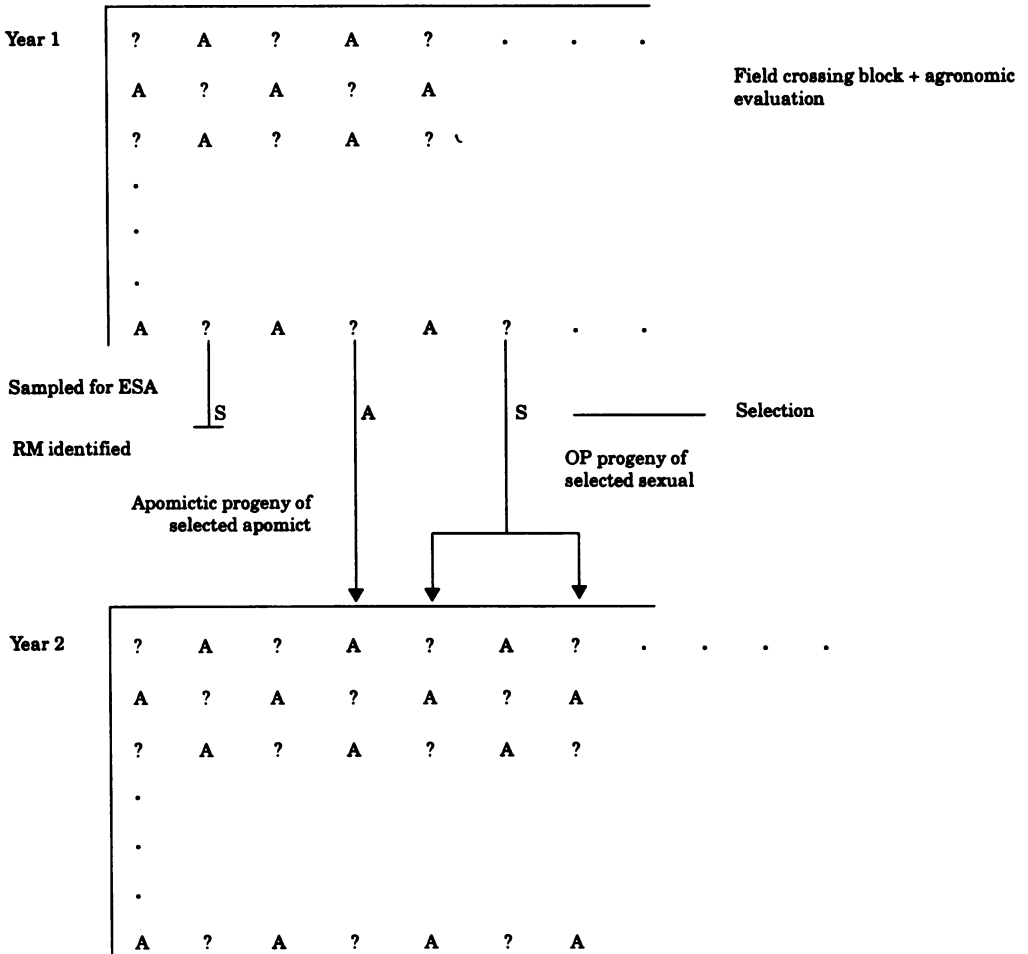 Year 1 ? A ? A ? . . .
A ? A ? A
Field crossing block + agronomic
evaluation
? A ? A ?
.
.
.
A ? A ? A ? . .
Sampled for ESA
S A S Selection
RM identified
OP progeny of
selected sexual
Apomictic progeny of
selected apomict
Year 2 ? A ? A ? A ? . . . .
A ? A ? A ? A
? A ? A ? A ?
.
.
.
A ? A ? A ? A